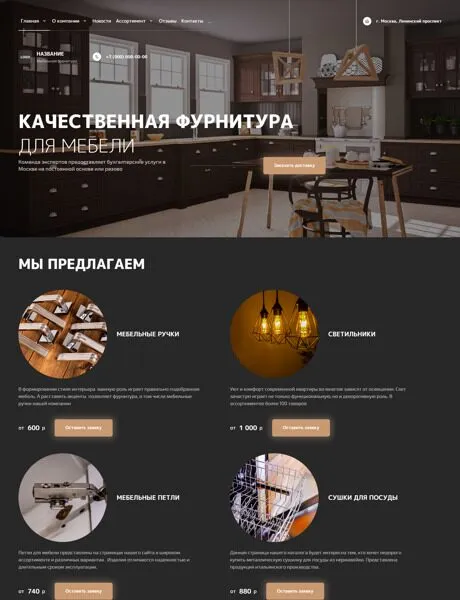 Главная О компании Новости Ассортимент Отзывы Контакты ...
г. Москва, Ленинский проспект
НАЗВАНИЕ
Мебельная фурнитура
+7 (000) 000-00-00
КАЧЕСТВЕННАЯ ФУРНИТУРА
ДЛЯ МЕБЕЛИ
Команда экспертов предоставляет бухгалтерские услуги в
Москве на постоянной основе или разово
Заказать доставку
МЫ ПРЕДЛАГАЕМ
МЕБЕЛЬНЫЕ РУЧКИ
СВЕТИЛЬНИКИ
В формировании стиля интерьера важную роль играет правильно подобранная
мебель. А расставить акценты позволяет фурнитура, в том числе мебельные
ручки нашей компании
Уют и комфорт современной квартиры во многом зависят от освещения. Свет
зачастую играет не только функциональную, но и декоративную роль. В
ассортименте более 100 товаров
от 600 р Оставить заявку
от 1 000 р Оставить заявку
МЕБЕЛЬНЫЕ ПЕТЛИ
СУШКИ ДЛЯ ПОСУДЫ
Петли для мебели представлены на страницах нашего сайта в широком
ассортименте и различных вариантах. Изделия отличаются надежностью и
длительным сроком эксплуатации.
Данная страница нашего каталога будет интересна тем, кто хочет недорого
купить металлическую сушилку для посуды из нержавейки. Представлена
продукция итальянского производства.
от 740 р Оставить заявку
от 880 р Оставить заявку